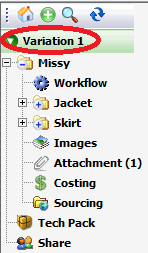 Variation 1
Missy
Workflow
Jacket
Skirt
Images
Attachment (1)
Costing
Sourcing
Tech Pack
Share